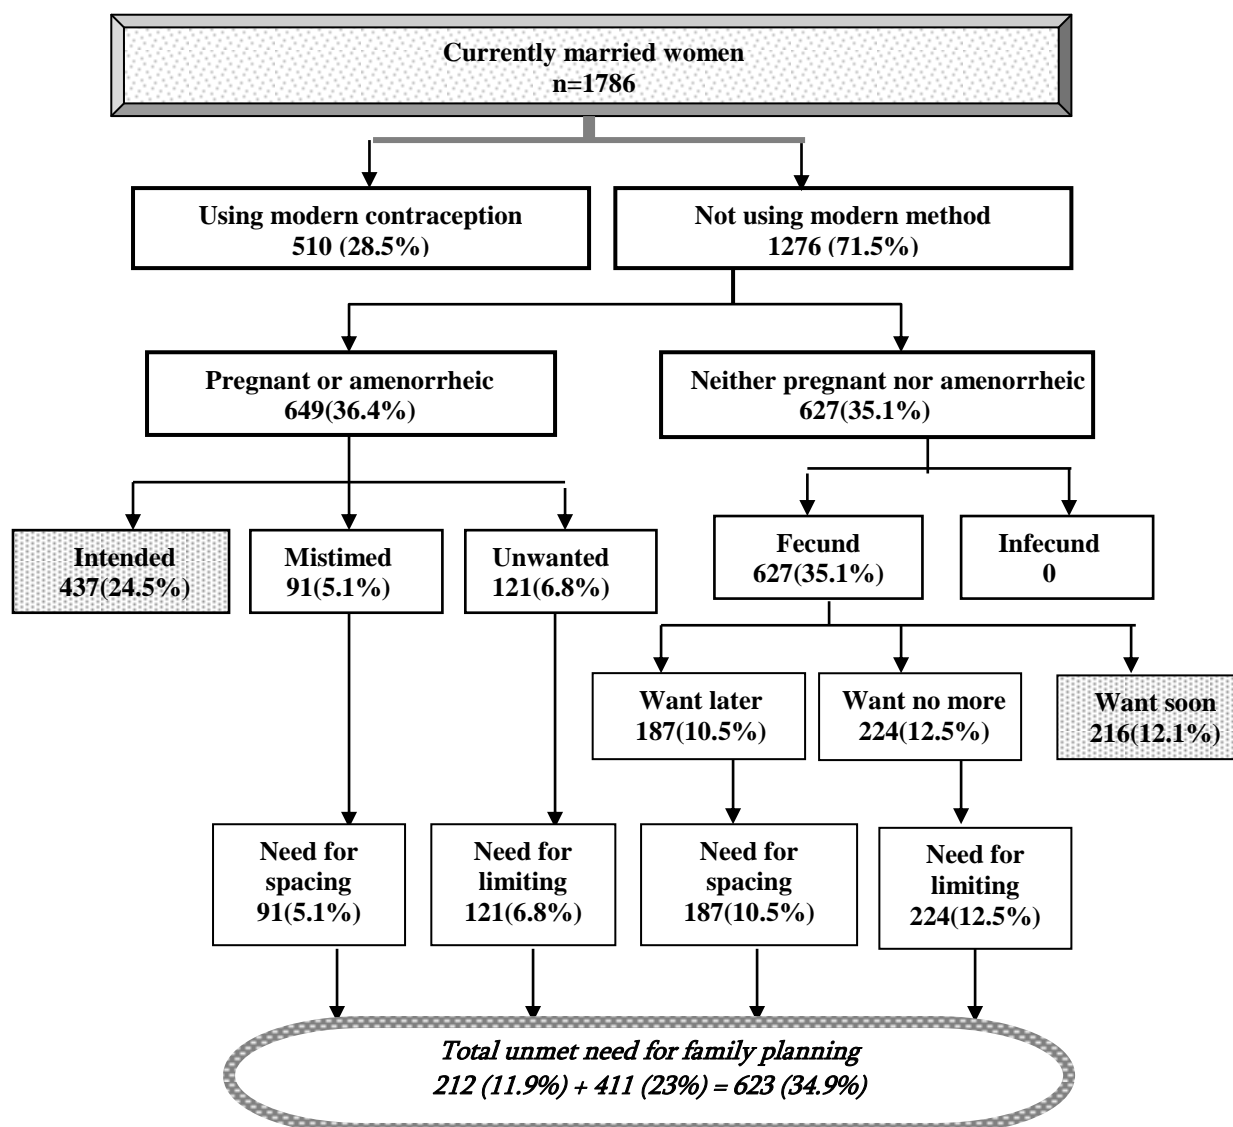 Currently married women
n=1786
Using modern contraception
510 (28.5%)
Not using modern method
1276 (71.5%)
Pregnant or amenorrheic
649(36.4%)
Neither pregnant nor amenorrheic
627(35.1%)
Intended
437(24.5%)
Mistimed
91(5.1%)
Unwanted
121(6.8%)
Fecund
627(35.1%)
Infecund
0
Want later
187(10.5%)
Want no more
224(12.5%)
Want soon
216(12.1%)
Need for
spacing
91(5.1%)
Need for
limiting
121(6.8%)
Need for
spacing
187(10.5%)
Need for
limiting
224(12.5%)
Total unmet need for family planning
212 (11.9%) + 411 (23%) = 623 (34.9%)